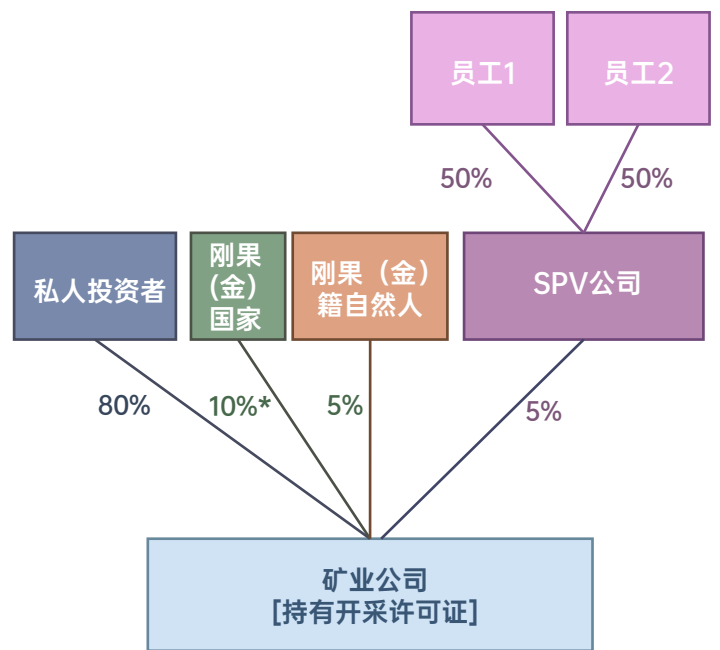 员工1
员工2
50%
50%
私人投资者
刚果
(金)
国家
刚果（金）
籍自然人
SPV公司
80%
10%*
5%
5%
矿业公司
[持有开采许可证]